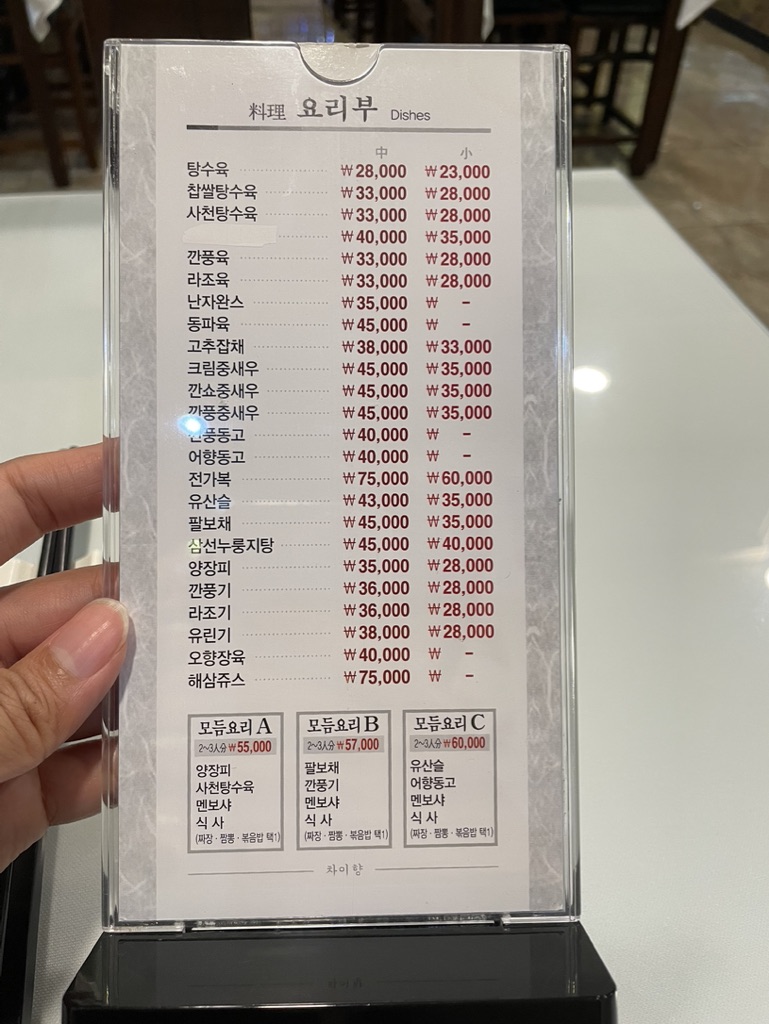 料理 요리부 Dishes
中 小
탕수육 ₩28,000 ₩23,000
찹쌀탕수육 ₩33,000 ₩28,000
사천탕수육 ₩33,000 ₩28,000
₩40,000 ₩35,000
깐풍육 ₩33,000 ₩28,000
라조육 ₩33,000 ₩28,000
난자완스 ₩35,000 ₩ -
동파육 ₩45,000 ₩ -
고추잡채 ₩38,000 ₩33,000
크림중새우 ₩45,000 ₩35,000
깐쇼중새우 ₩45,000 ₩35,000
깐풍중새우 ₩45,000 ₩35,000
깐풍동고 ₩40,000 ₩ -
어향동고 ₩40,000 ₩ -
전가복 ₩75,000 ₩60,000
유산슬 ₩43,000 ₩35,000
팔보채 ₩45,000 ₩35,000
삼선누룽지탕 ₩45,000 ₩40,000
양장피 ₩35,000 ₩28,000
깐풍기 ₩36,000 ₩28,000
라조기 ₩36,000 ₩28,000
유린기 ₩38,000 ₩28,000
오향장육 ₩40,000 ₩ -
해삼쥬스 ₩75,000 ₩ -
모듬요리 A
2~3人分 ₩55,000
양장피
사천탕수육
멘보샤
식 사
(짜장 · 짬뽕 · 볶음밥 택1)
모듬요리 B
2~3人分 ₩57,000
팔보채
깐풍기
멘보샤
식 사
(짜장 · 짬뽕 · 볶음밥 택1)
모듬요리 C
2~3人分 ₩60,000
유산슬
어향동고
멘보샤
식 사
(짜장 · 짬뽕 · 볶음밥 택1)
차이향